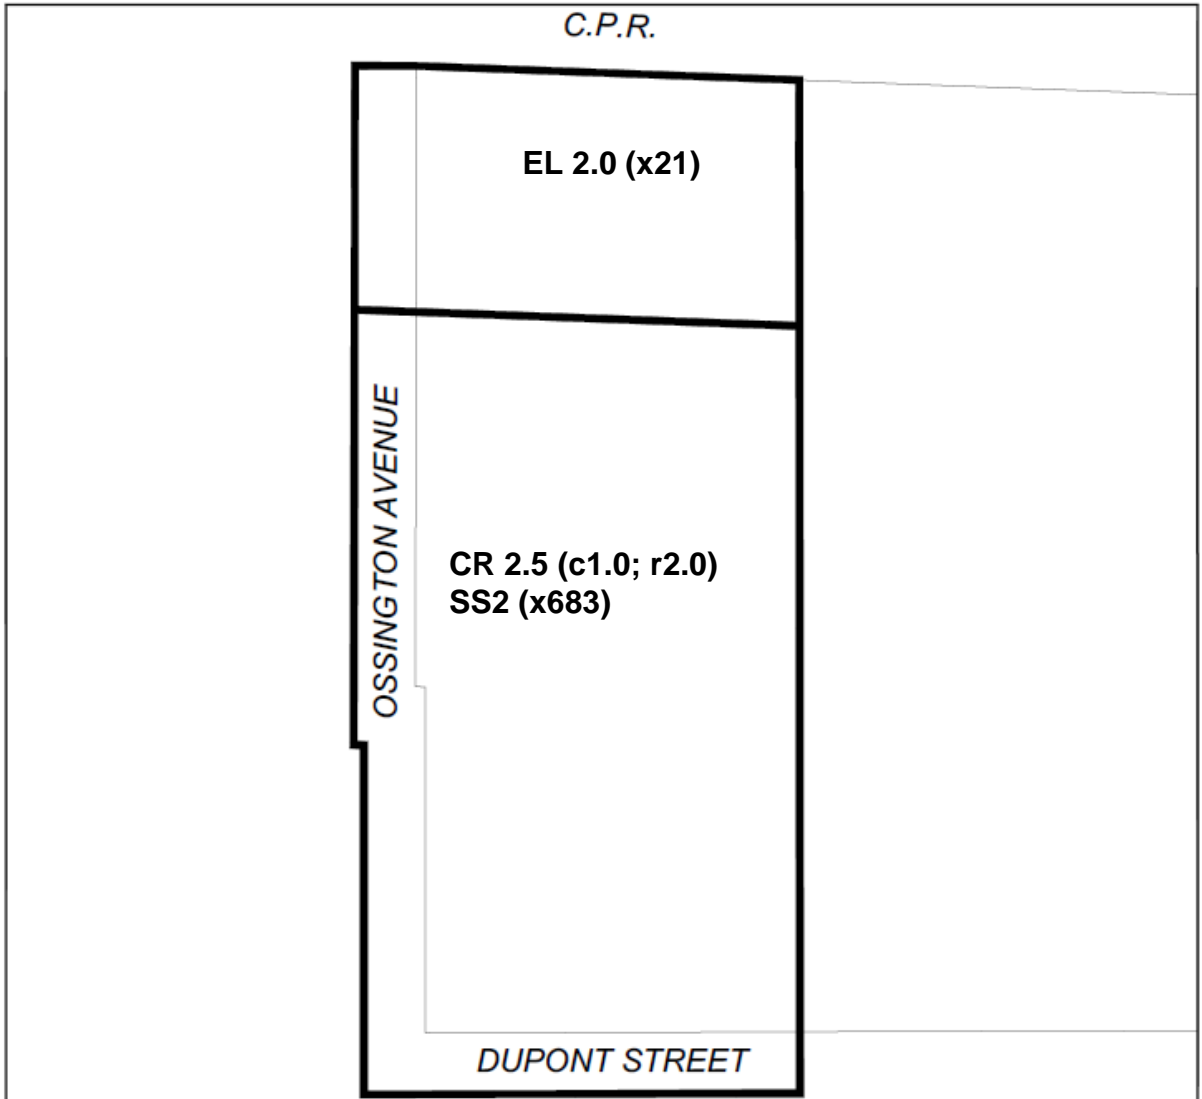 C.P.R.
EL 2.0 (x21)
OSSINGTON AVENUE
CR 2.5 (c1.0; r2.0)
SS2 (x683)
DUPONT STREET